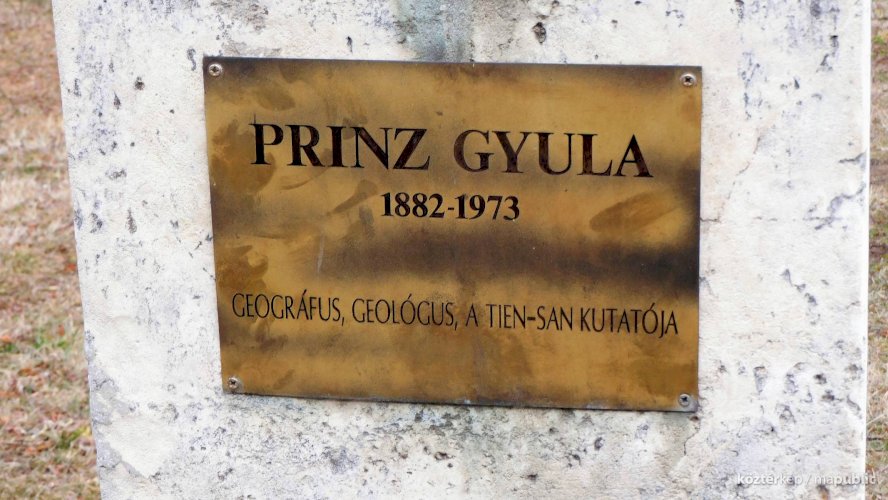 PRINZ GYULA
1882-1973
GEOGRÁFUS, GEOLÓGUS, A TIEN-SAN KUTATÓJA
köztérkép / mapublic